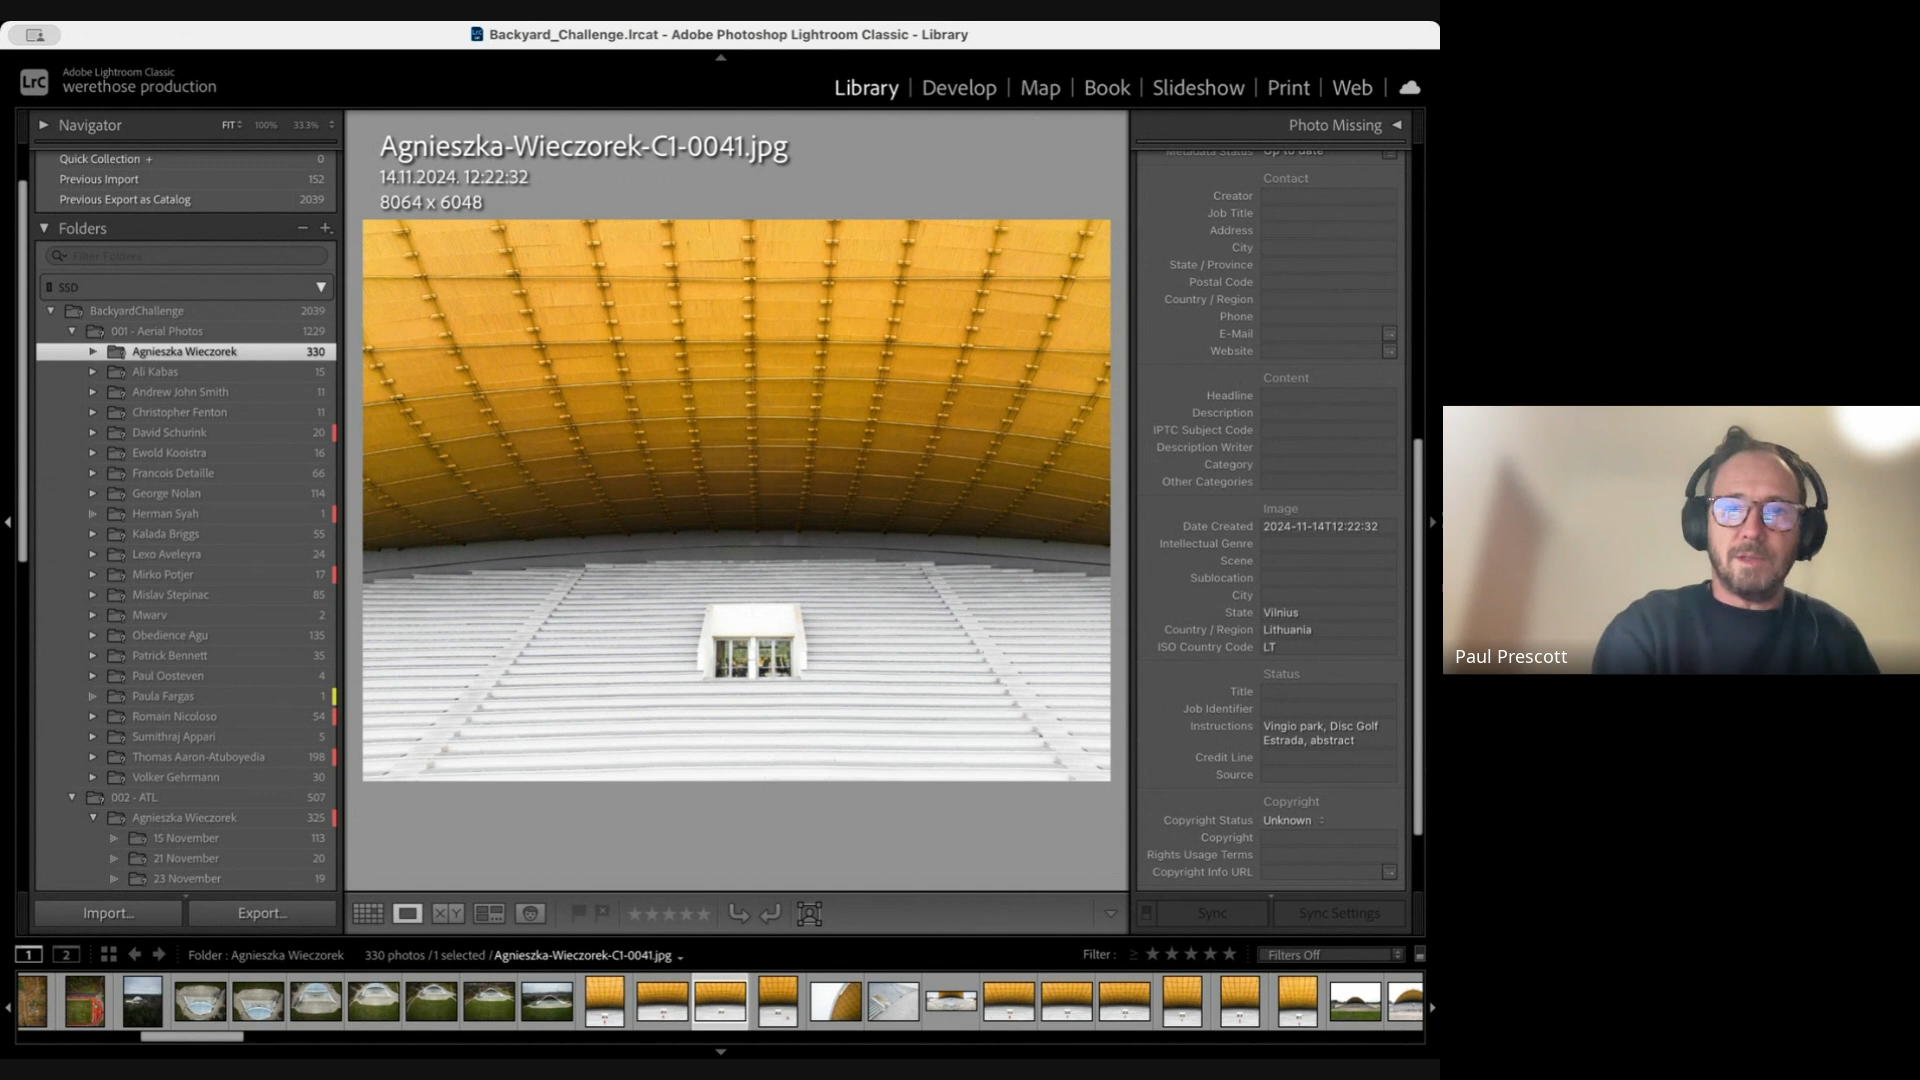 Backyard_Challenge.lrcat - Adobe Photoshop Lightroom Classic - Library
LrC
Adobe Lightroom Classic
werethose production
Library | Develop | Map | Book | Slideshow | Print | Web
Navigator FIT 100% 33.3%
Quick Collection + 0
Previous Import 152
Previous Export as Catalog 2039
Folders − +
Filter Folders
SSD
BackyardChallenge 2039
001 - Aerial Photos 1229
Agnieszka Wieczorek 330
Ali Kabas 15
Andrew John Smith 11
Christopher Fenton 11
David Schurink 20
Ewold Kooistra 16
Francois Detaille 66
George Nolan 114
Herman Syah 1
Kalada Briggs 55
Lexo Aveleyra 24
Mirko Potjer 17
Mislav Stepinac 85
Mwarv 2
Obedience Agu 135
Patrick Bennett 35
Paul Oosteven 4
Paula Fargas 1
Romain Nicoloso 54
Sumithraj Appari 5
Thomas Aaron-Atuboyedia 198
Volker Gehrmann 30
002 - ATL 507
Agnieszka Wieczorek 325
15 November 113
21 November 20
23 November 19
Import...
Export...
Agnieszka-Wieczorek-C1-0041.jpg
14.11.2024. 12:22:32
8064 x 6048
Photo Missing
Metadata Status Up to date
Contact
Creator
Job Title
Address
City
State / Province
Postal Code
Country / Region
Phone
E-Mail
Website
Content
Headline
Description
IPTC Subject Code
Description Writer
Category
Other Categories
Image
Date Created 2024-11-14T12:22:32
Intellectual Genre
Scene
Sublocation
City
State Vilnius
Country / Region Lithuania
ISO Country Code LT
Status
Title
Job Identifier
Instructions Vingio park, Disc Golf
Estrada, abstract
Credit Line
Source
Copyright
Copyright Status Unknown
Copyright
Rights Usage Terms
Copyright Info URL
X Y
Sync
Sync Settings
1 2
Folder : Agnieszka Wieczorek
330 photos / 1 selected / Agnieszka-Wieczorek-C1-0041.jpg
Filter : ≥
Filters Off
Paul Prescott